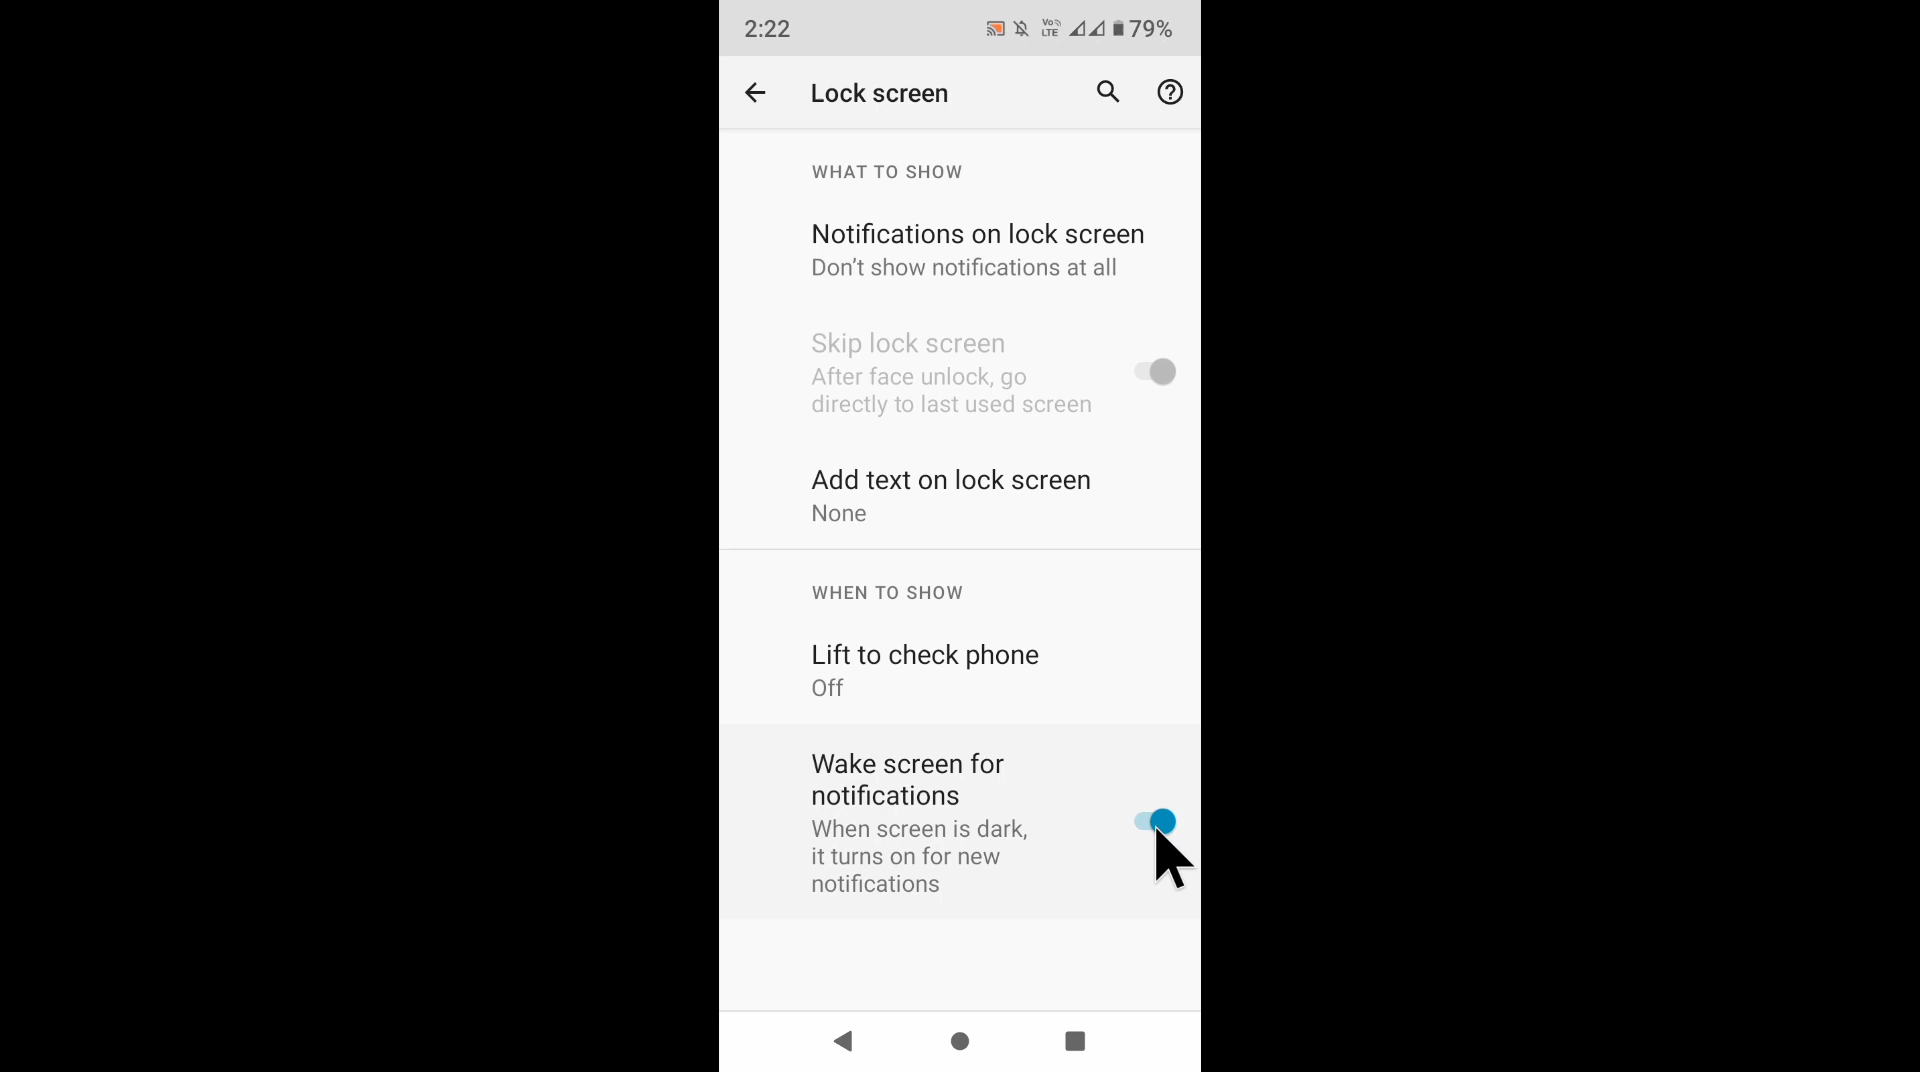 2:22
Vo
LTE
79%
Lock screen
WHAT TO SHOW
Notifications on lock screen
Don’t show notifications at all
Skip lock screen
After face unlock, go
directly to last used screen
Add text on lock screen
None
WHEN TO SHOW
Lift to check phone
Off
Wake screen for
notifications
When screen is dark,
it turns on for new
notifications